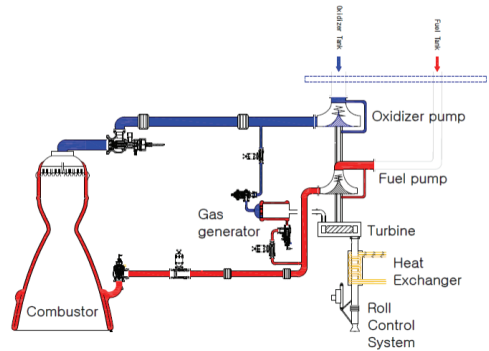 Oxidizer Tank
Fuel Tank
Oxidizer pump
Fuel pump
Gas
generator
Turbine
Heat
Exchanger
Combustor
Roll
Control
System